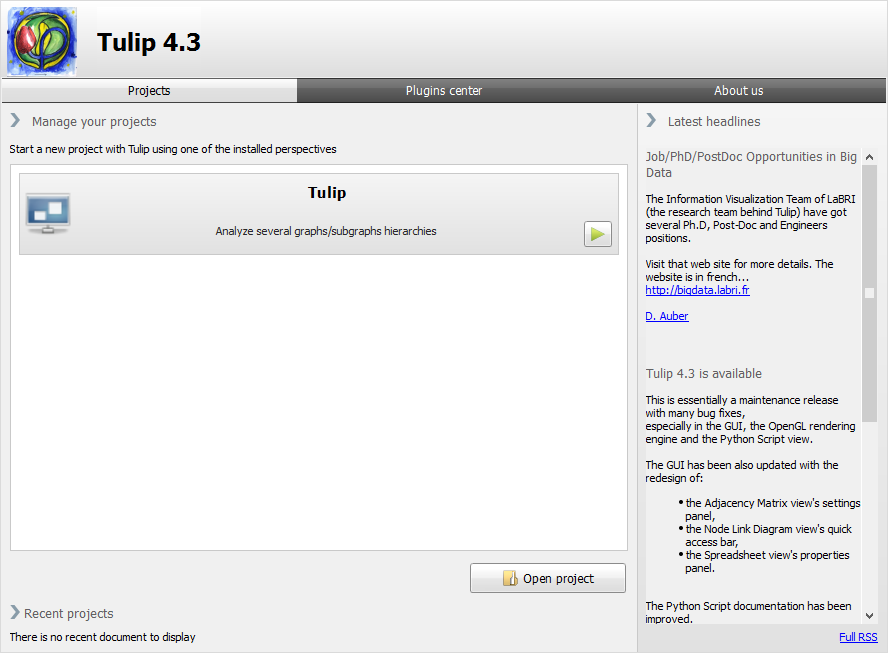 Tulip 4.3
Projects
Plugins center
About us
Manage your projects
Start a new project with Tulip using one of the installed perspectives
Tulip
Analyze several graphs/subgraphs hierarchies
Open project
Recent projects
There is no recent document to display
Latest headlines
Job/PhD/PostDoc Opportunities in Big
Data
The Information Visualization Team of LaBRI
(the research team behind Tulip) have got
several Ph.D, Post-Doc and Engineers
positions.
Visit that web site for more details. The
website is in french...
http://bigdata.labri.fr
D. Auber
Tulip 4.3 is available
This is essentially a maintenance release
with many bug fixes,
especially in the GUI, the OpenGL rendering
engine and the Python Script view.
The GUI has been also updated with the
redesign of:
• the Adjacency Matrix view's settings
panel,
• the Node Link Diagram view's quick
access bar,
• the Spreadsheet view's properties
panel.
The Python Script documentation has been
improved.
Full RSS